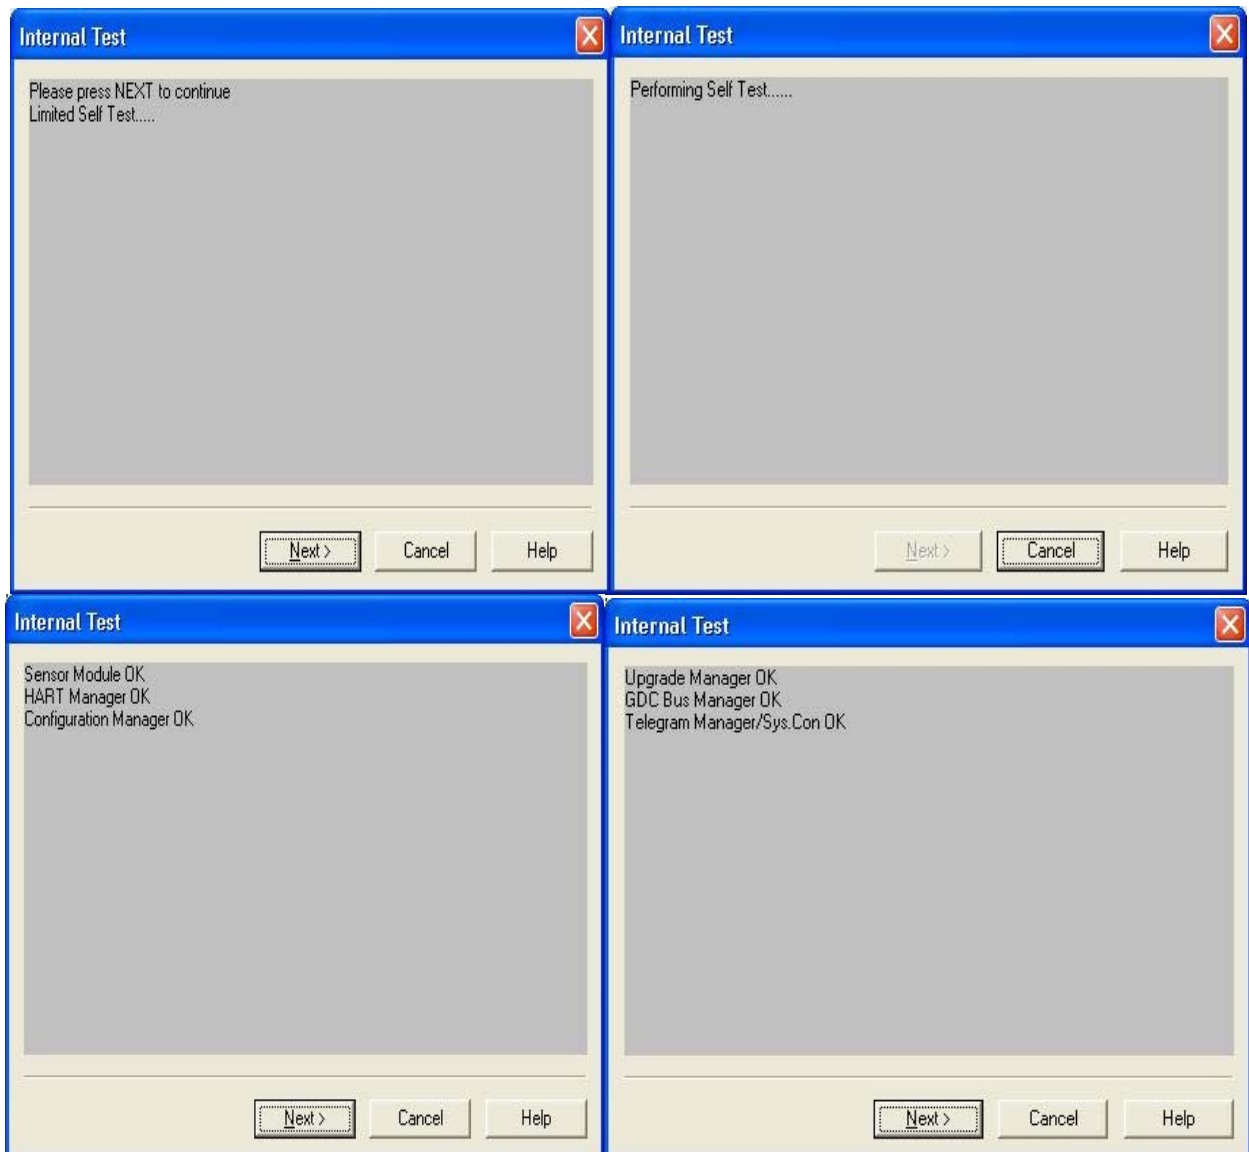 Internal Test
Please press NEXT to continue
Limited Self Test.....
Next >
Cancel
Help
Internal Test
Performing Self Test......
Next >
Cancel
Help
Internal Test
Sensor Module OK
HART Manager OK
Configuration Manager OK
Next >
Cancel
Help
Internal Test
Upgrade Manager OK
GDC Bus Manager OK
Telegram Manager/Sys.Con OK
Next >
Cancel
Help